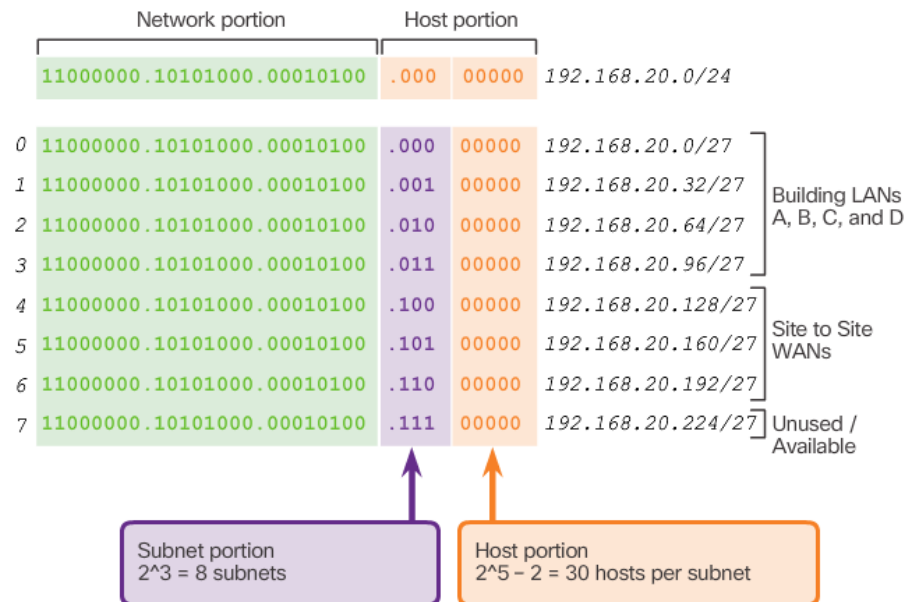 Network portion Host portion
11000000.10101000.00010100 .000 00000 192.168.20.0/24
0 11000000.10101000.00010100 .000 00000 192.168.20.0/27
1 11000000.10101000.00010100 .001 00000 192.168.20.32/27
2 11000000.10101000.00010100 .010 00000 192.168.20.64/27
3 11000000.10101000.00010100 .011 00000 192.168.20.96/27
Building LANs
A, B, C, and D
4 11000000.10101000.00010100 .100 00000 192.168.20.128/27
5 11000000.10101000.00010100 .101 00000 192.168.20.160/27
6 11000000.10101000.00010100 .110 00000 192.168.20.192/27
Site to Site
WANs
7 11000000.10101000.00010100 .111 00000 192.168.20.224/27
Unused /
Available
Subnet portion
2^3 = 8 subnets
Host portion
2^5 – 2 = 30 hosts per subnet